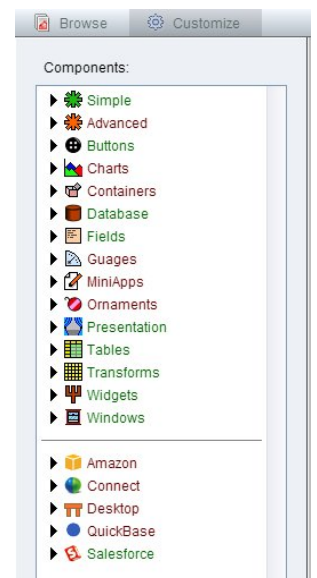 Browse Customize
Components:
Simple
Advanced
Buttons
Charts
Containers
Database
Fields
Guages
MiniApps
Ornaments
Presentation
Tables
Transforms
Widgets
Windows
Amazon
Connect
Desktop
QuickBase
Salesforce